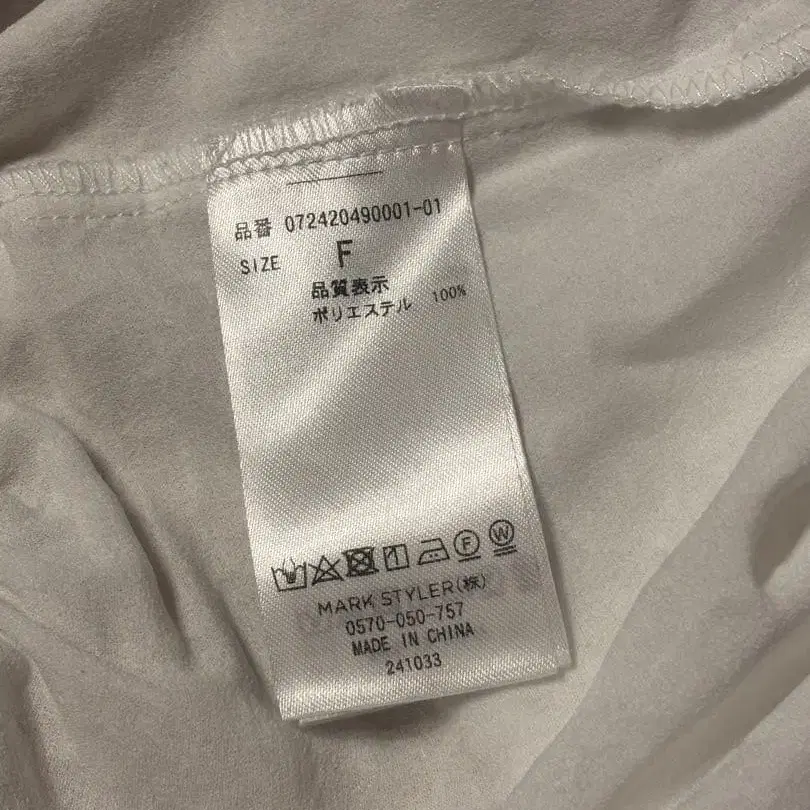 品番 072420490001-01
SIZE F
品質表示
ポリエステル 100%
MARK STYLER(株)
0570-050-757
MADE IN CHINA
241033